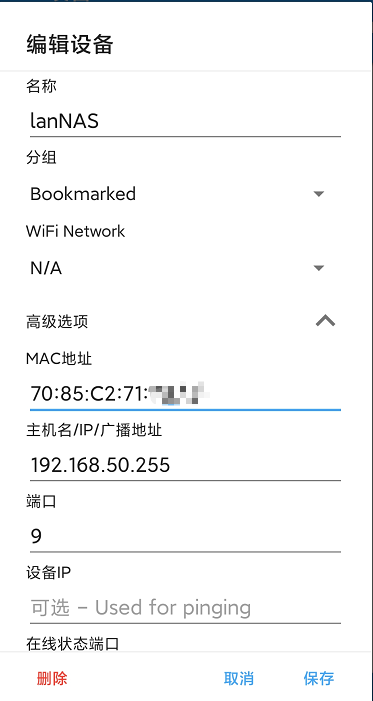 编辑设备
名称
lanNAS
分组
Bookmarked
WiFi Network
N/A
高级选项
MAC地址
70:85:C2:71:
主机名/IP/广播地址
192.168.50.255
端口
9
设备IP
可选 – Used for pinging
在线状态端口
删除 取消 保存